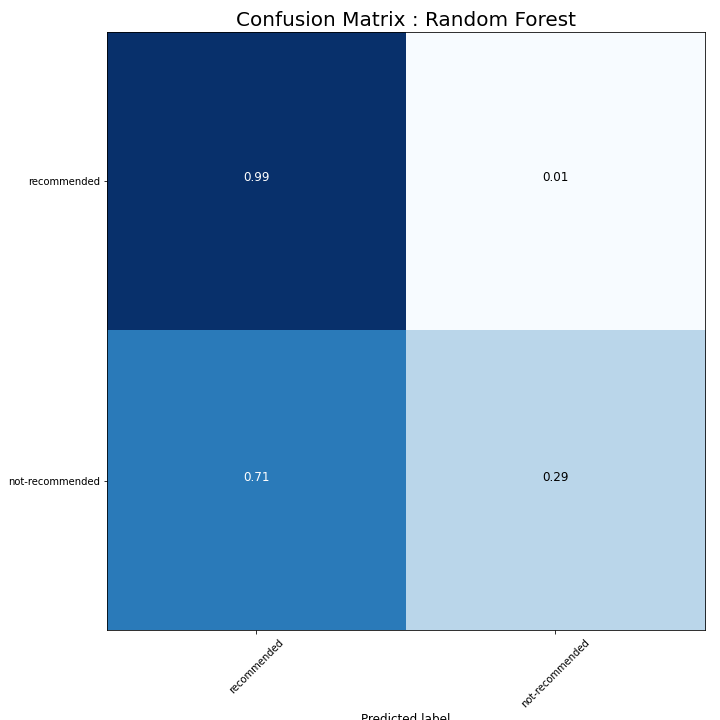 Confusion Matrix : Random Forest
recommended
0.99
0.01
not-recommended
0.71
0.29
recommended
not-recommended
Predicted label